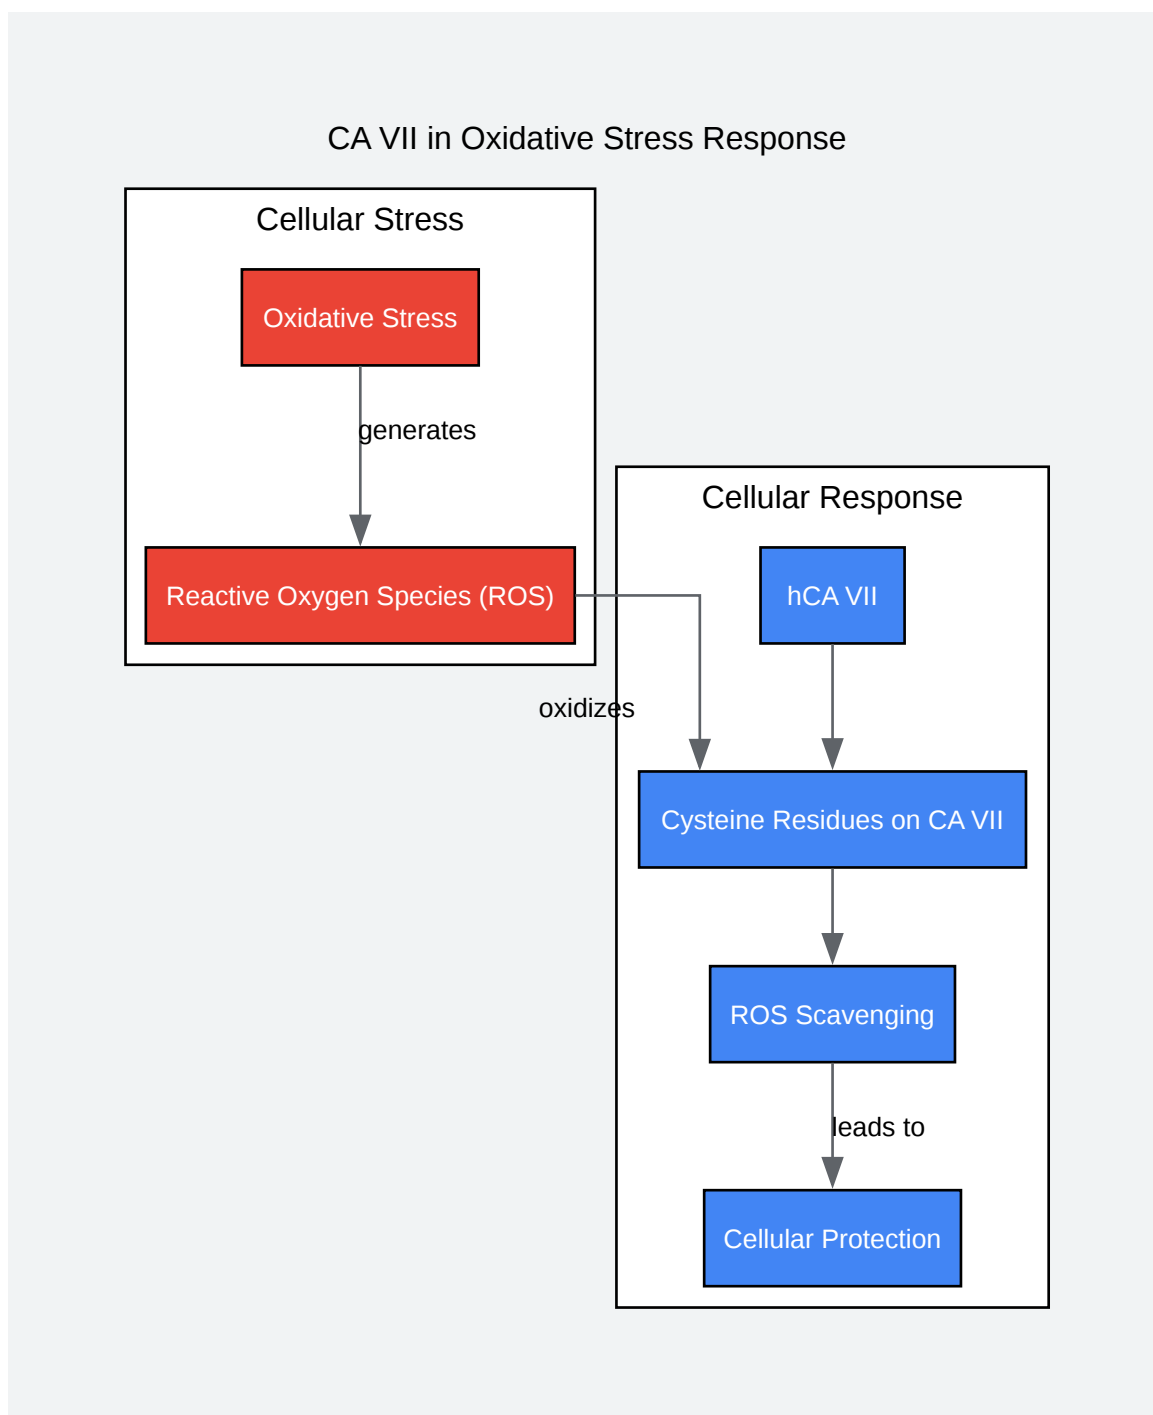 CA VII in Oxidative Stress Response
Cellular Stress
Oxidative Stress
generates
Reactive Oxygen Species (ROS)
oxidizes
Cellular Response
hCA VII
Cysteine Residues on CA VII
ROS Scavenging
leads to
Cellular Protection